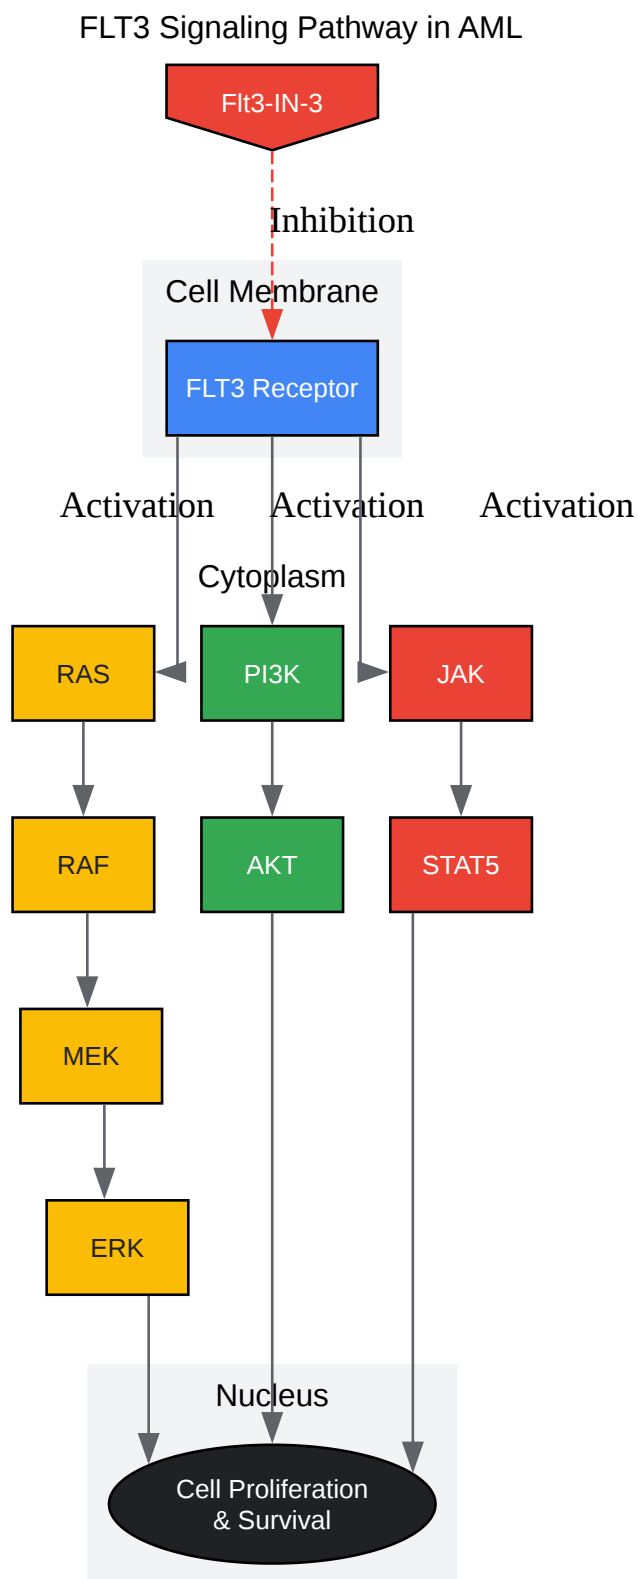 FLT3 Signaling Pathway in AML
Flt3-IN-3
Inhibition
Cell Membrane
FLT3 Receptor
Activation
Activation
Activation
Cytoplasm
RAS
PI3K
JAK
RAF
AKT
STAT5
MEK
ERK
Nucleus
Cell Proliferation
& Survival